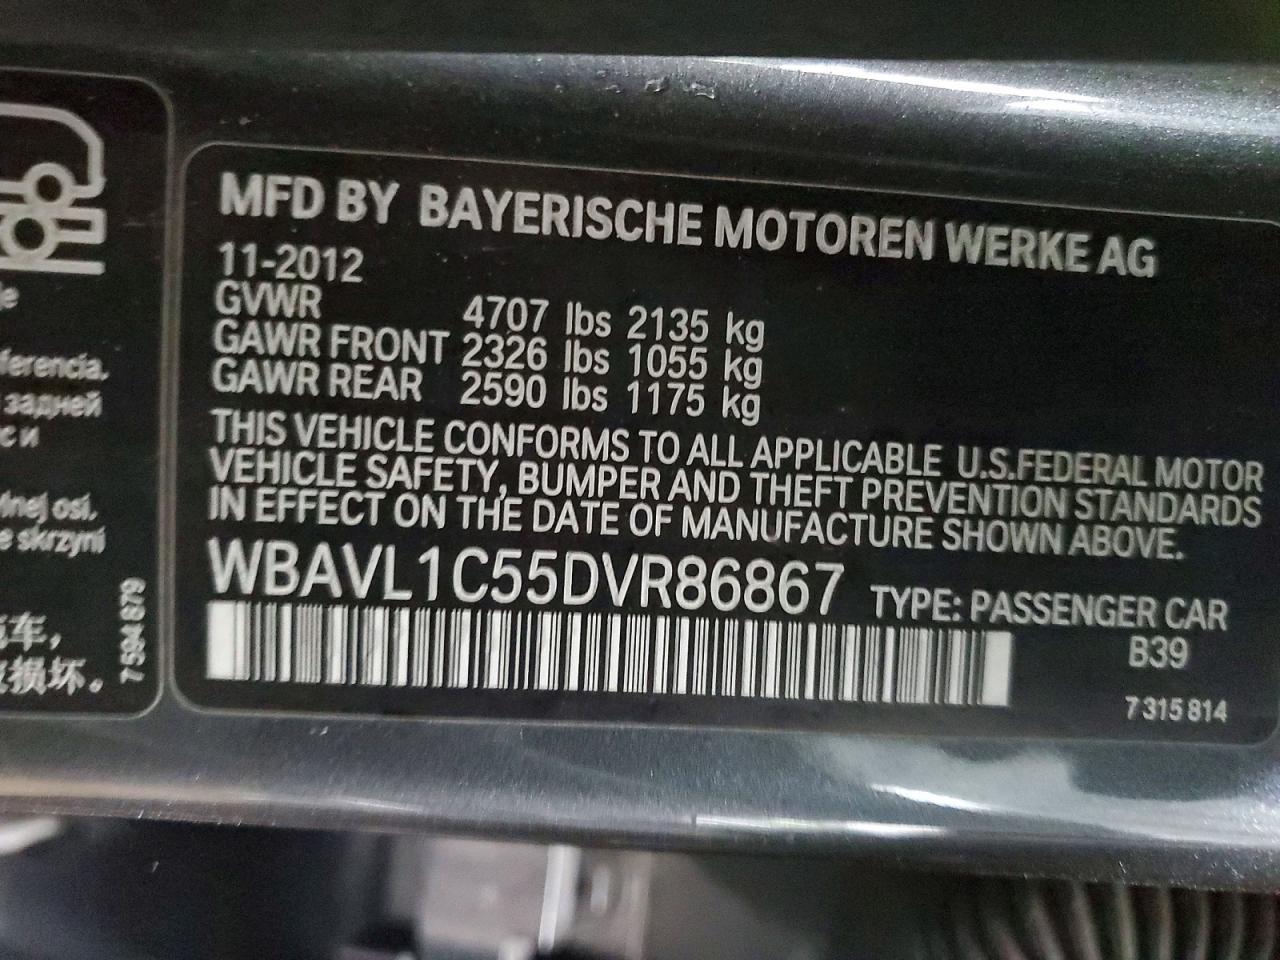 MFD BY BAYERISCHE MOTOREN WERKE AG
11-2012
GVWR 4707 lbs 2135 kg
GAWR FRONT 2326 lbs 1055 kg
GAWR REAR 2590 lbs 1175 kg
THIS VEHICLE CONFORMS TO ALL APPLICABLE U.S.FEDERAL MOTOR
VEHICLE SAFETY, BUMPER AND THEFT PREVENTION STANDARDS
IN EFFECT ON THE DATE OF MANUFACTURE SHOWN ABOVE.
WBAVL1C55DVR86867 TYPE: PASSENGER CAR
B39
7 315 814
задней
с и
osi,
skrzyni
车，
损坏。
7 594 879